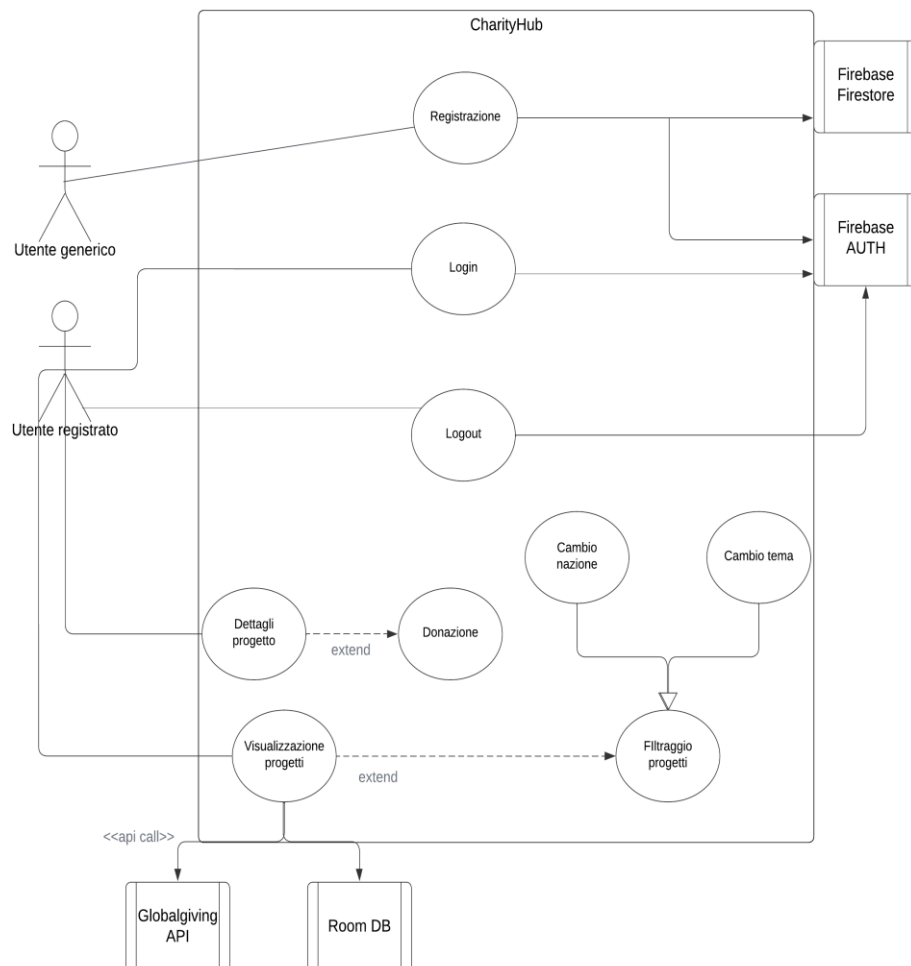 CharityHub
Firebase
Firestore
Registrazione
Utente generico
Firebase
AUTH
Login
Utente registrato
Logout
Cambio
nazione
Cambio tema
Dettagli
progetto
extend
Donazione
Visualizzazione
progetti
extend
FIltraggio
progetti
<<api call>>
Globalgiving
API
Room DB